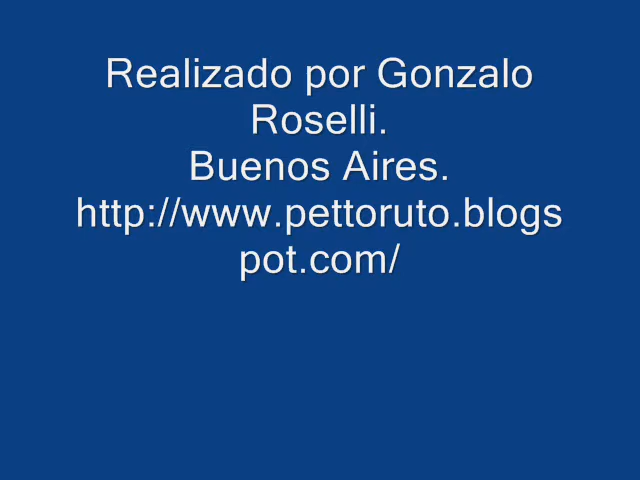 Realizado por Gonzalo
Roselli.
Buenos Aires.
http://www.pettoruto.blogs
pot.com/